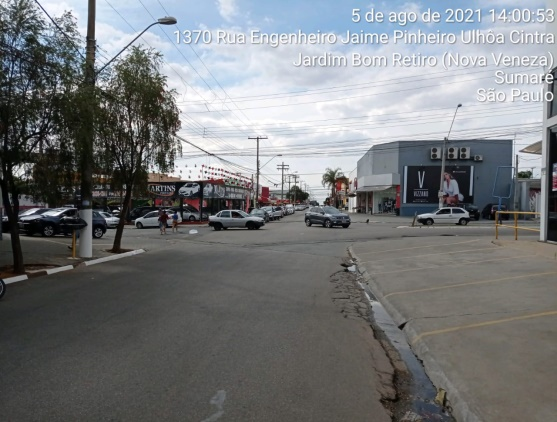 5 de ago de 2021 14:00:53
1370 Rua Engenheiro Jaime Pinheiro Ulhôa Cintra
Jardim Bom Retiro (Nova Veneza)
Sumaré
São Paulo
MARTINS
V